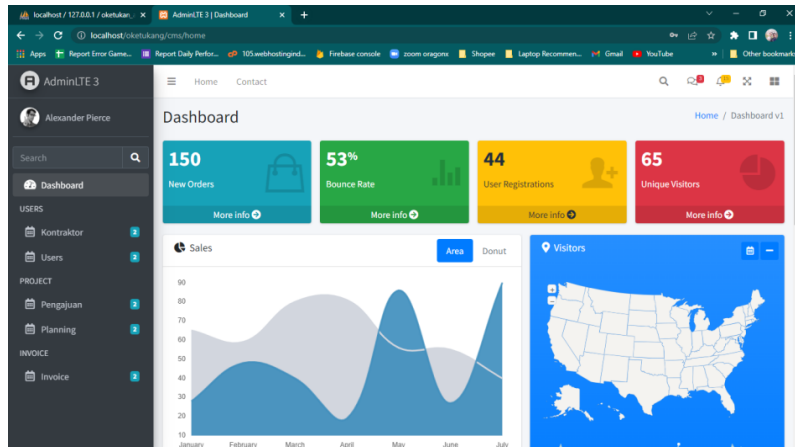 localhost / 127.0.0.1 / oketukan_
AdminLTE 3 | Dashboard
localhost/oketukang/cms/home
Apps
Report Error Game...
Report Daily Perfor...
105.webhostingind...
Firebase console
zoom oragonx
Shopee
Laptop Recommen...
Gmail
YouTube
Other bookmarks
AdminLTE 3
Home
Contact
Alexander Pierce
Dashboard
Home / Dashboard v1
Search
Dashboard
USERS
Kontraktor 2
Users 2
PROJECT
Pengajuan 2
Planning 2
INVOICE
Invoice 2
150
New Orders
More info
53%
Bounce Rate
More info
44
User Registrations
More info
65
Unique Visitors
More info
Sales
Area
Donut
90
80
70
60
50
40
30
20
10
January
February
March
April
May
June
July
Visitors
+
−